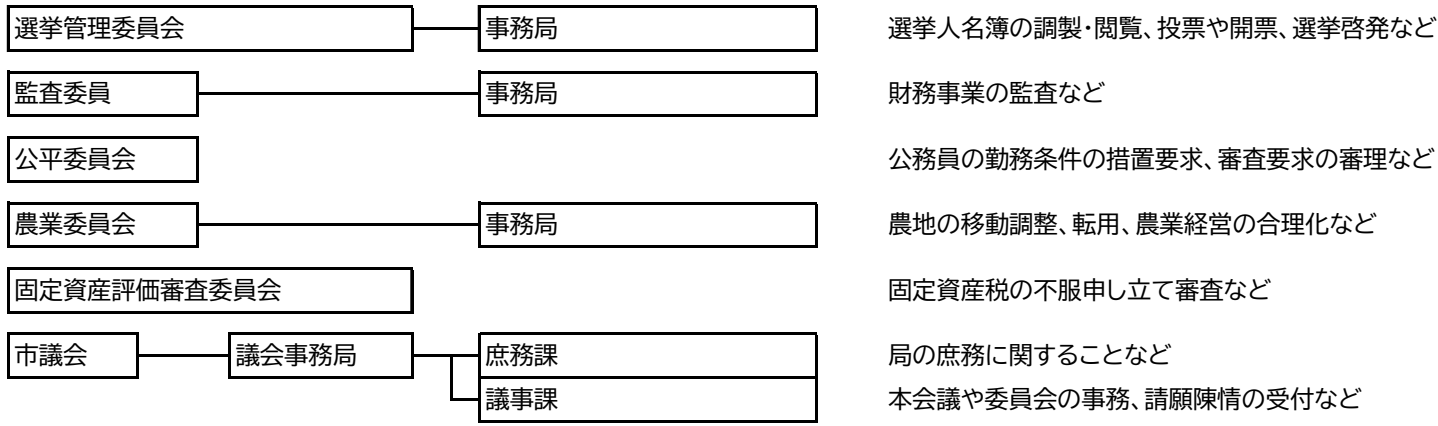 選挙管理委員会 事務局 選挙人名簿の調製・閲覧、投票や開票、選挙啓発など
監査委員 事務局 財務事業の監査など
公平委員会 公務員の勤務条件の措置要求、審査要求の審理など
農業委員会 事務局 農地の移動調整、転用、農業経営の合理化など
固定資産評価審査委員会 固定資産税の不服申し立て審査など
市議会 議会事務局 庶務課 局の庶務に関することなど
議事課 本会議や委員会の事務、請願陳情の受付など